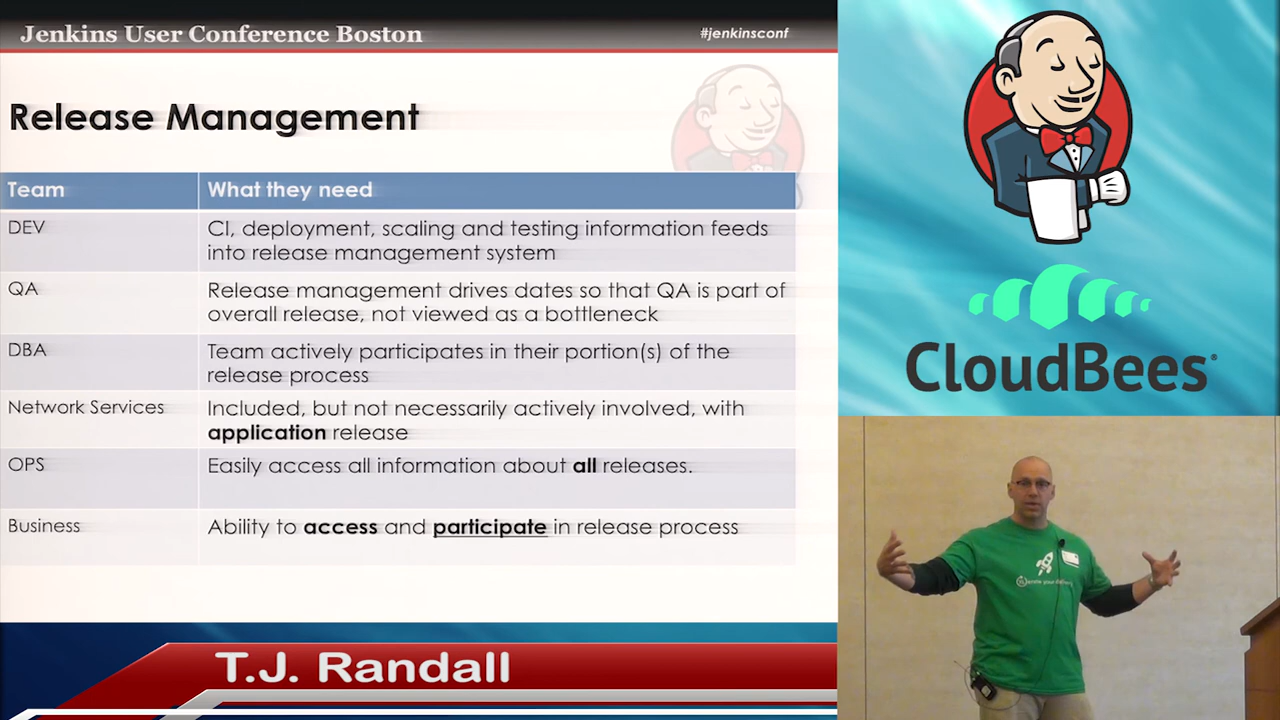 Jenkins User Conference Boston
#jenkinsconf
Release Management
Team
What they need
DEV
CI, deployment, scaling and testing information feeds
into release management system
QA
Release management drives dates so that QA is part of
overall release, not viewed as a bottleneck
DBA
Team actively participates in their portion(s) of the
release process
Network Services
Included, but not necessarily actively involved, with
application release
OPS
Easily access all information about all releases.
Business
Ability to access and participate in release process
T.J. Randall
CloudBees®
your